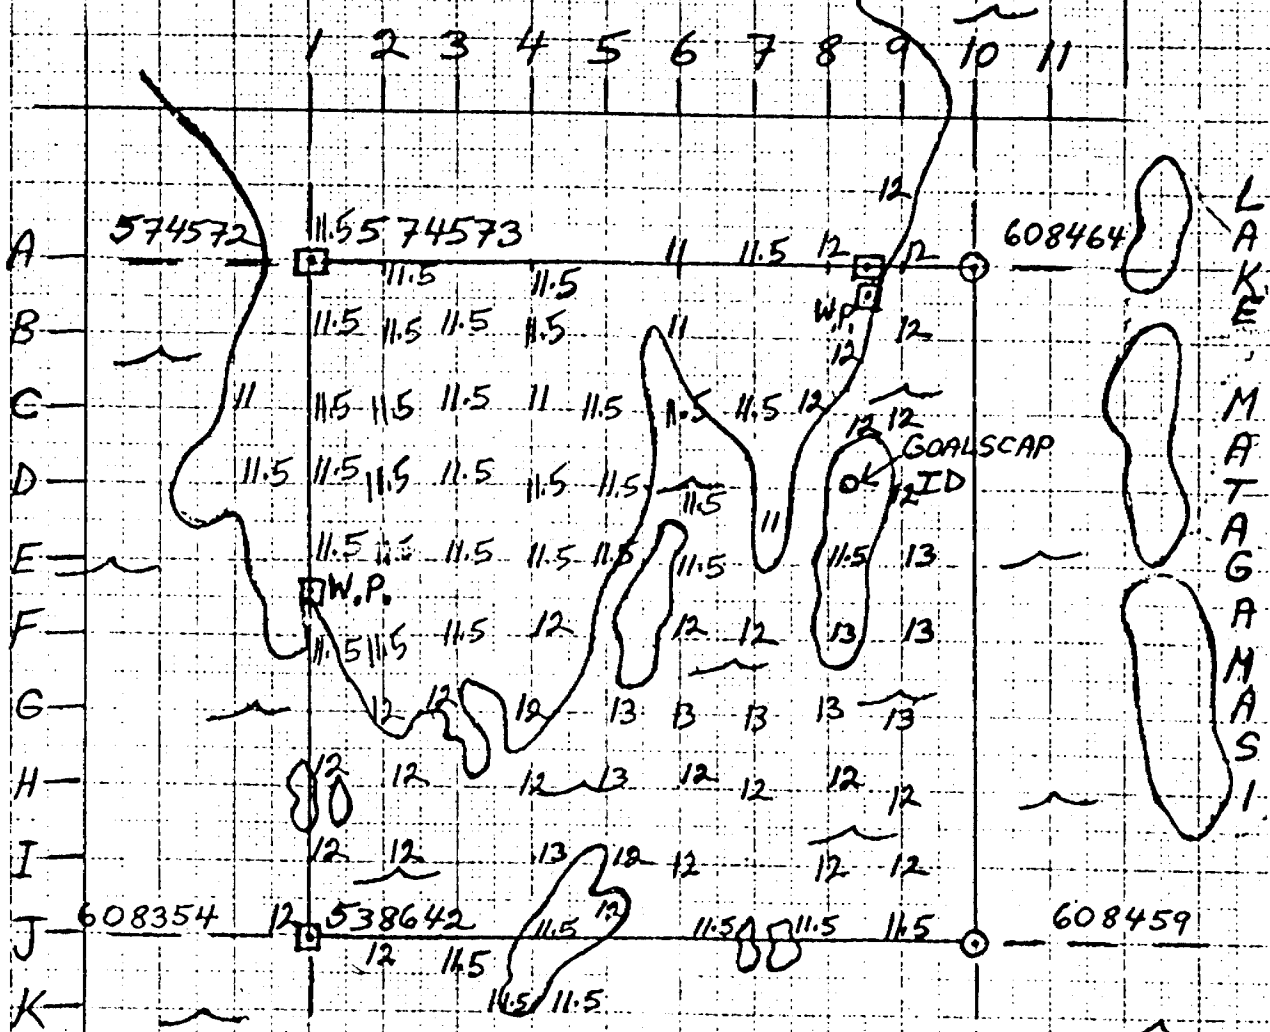 1 2 3 4 5 6 7 8 9 10 11
12
574572 11.5 5 74573 11 11.5 12 12 608464
A 11.5 11.5
W.P.
B 11.5 11.5 11.5 11.5 11 12
12
C 11 11.5 11.5 11.5 11 11.5 11.5 11.5 12 12 12
GOALSCAP
ID
D 11.5 11.5 11.5 11.5 11.5 11.5 11.5 12
11
E 11.5 11.5 11.5 11.5 11.5 11.5 11.5 13
W.P.
F 11.5 11.5 11.5 12 12 12 13 13
G 12 12 12 13 13 13 13 13
H 12 12 12 13 12 12 12 12
I 12 12 13 12 12 12 12
608354 12 538642 12 11.5 11.5 11.5 11.5 608459
J 12 11.5
K 11.5 11.5
LAKE MATAGAMASI